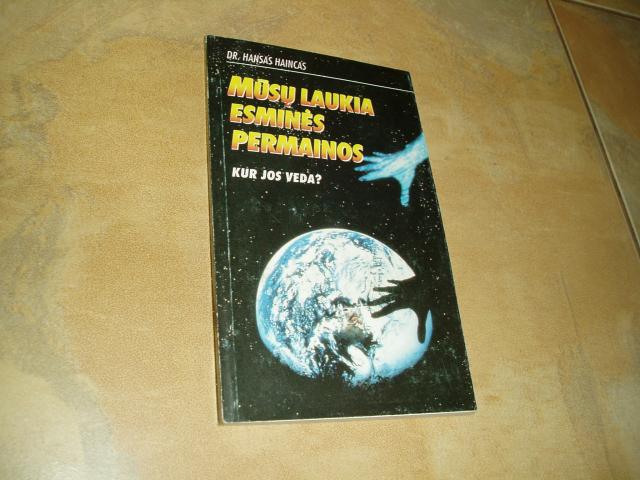 DR. HANSAS HAINCAS
MŪSŲ LAUKIA
ESMINĖS
PERMAINOS
KUR JOS VEDA?